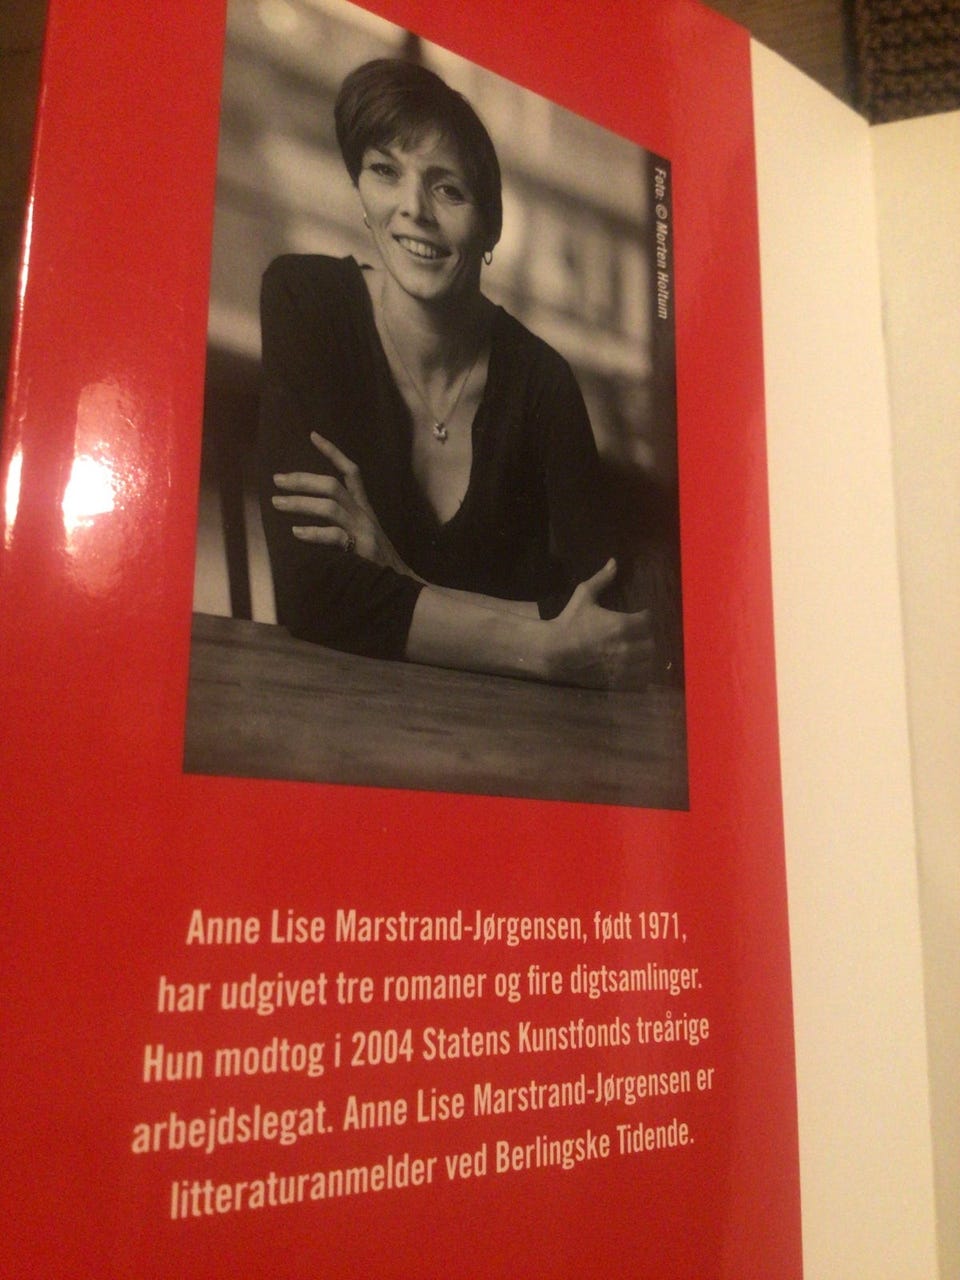 Foto: © Morten Holtum
Anne Lise Marstrand-Jørgensen, født 1971,
har udgivet tre romaner og fire digtsamlinger.
Hun modtog i 2004 Statens Kunstfonds treårige
arbejdslegat. Anne Lise Marstrand-Jørgensen er
litteraturanmelder ved Berlingske Tidende.